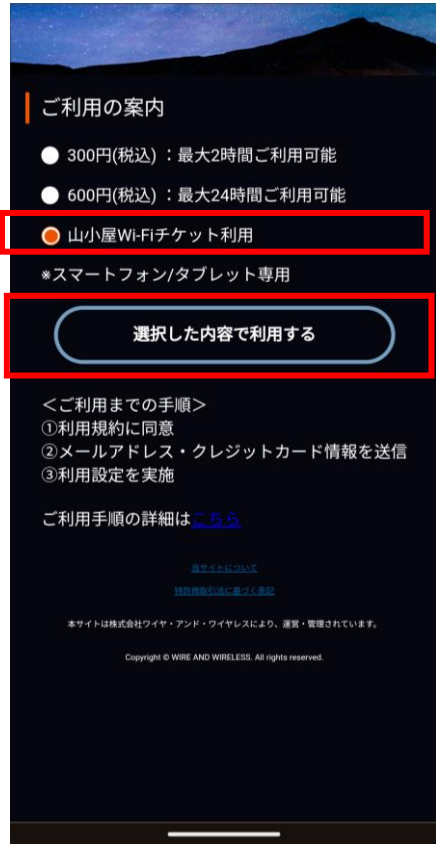 ご利用の案内
300円(税込)：最大2時間ご利用可能
600円(税込)：最大24時間ご利用可能
山小屋Wi-Fiチケット利用
*スマートフォン/タブレット専用
選択した内容で利用する
＜ご利用までの手順＞
①利用規約に同意
②メールアドレス・クレジットカード情報を送信
③利用設定を実施
ご利用手順の詳細はこちら
当サイトについて
特許商取引法に基づく表記
本サイトは株式会社ワイヤ・アンド・ワイヤレスにより、運営・管理されています。
Copyright © WIRE AND WIRELESS. All rights reserved.